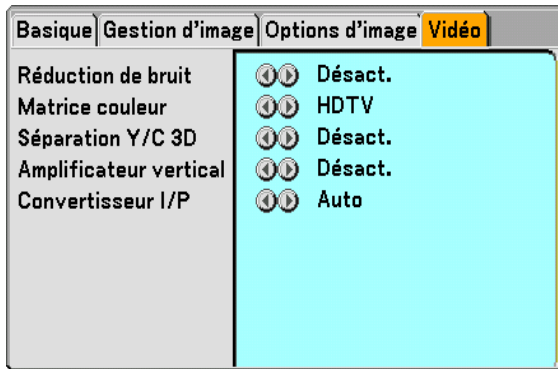 Basique Gestion d'image Options d'image Vidéo
Réduction de bruit Désact.
Matrice couleur HDTV
Séparation Y/C 3D Désact.
Amplificateur vertical Désact.
Convertisseur I/P Auto